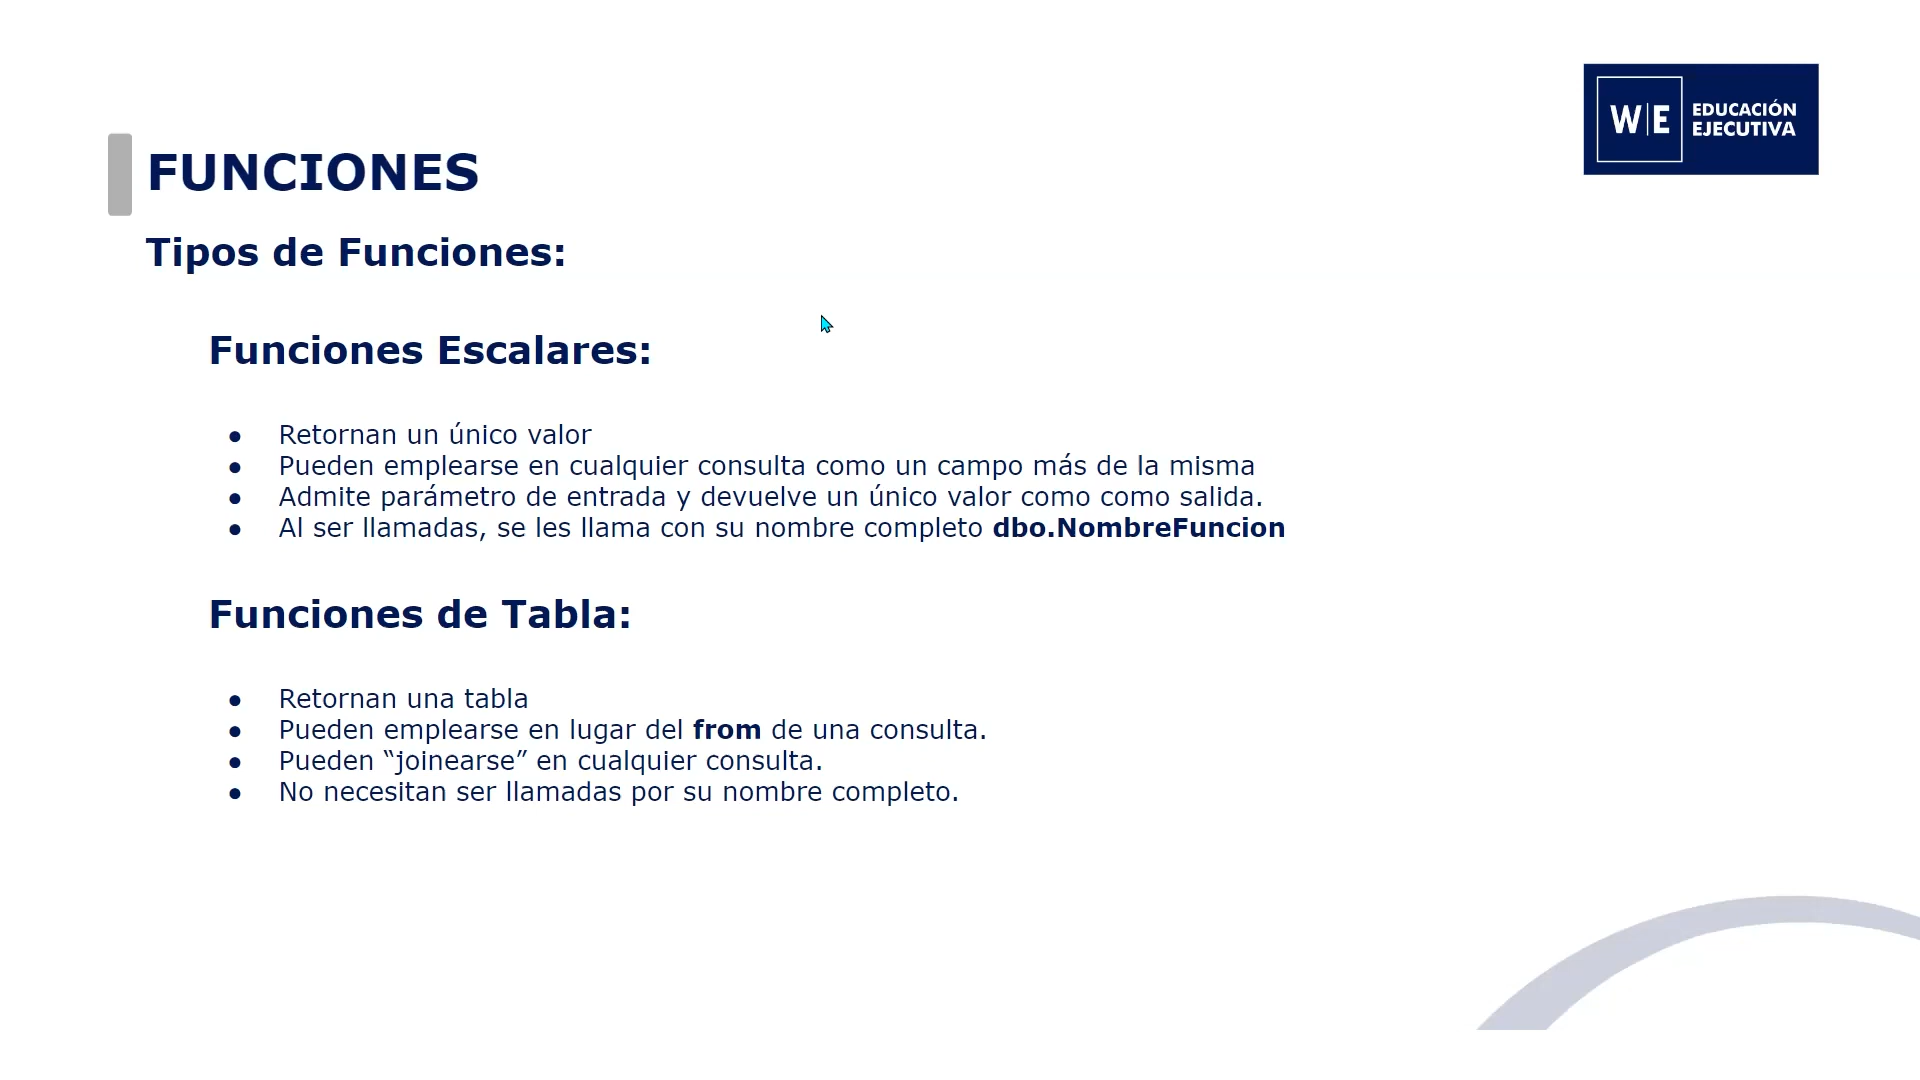 W|E EDUCACIÓN
EJECUTIVA
FUNCIONES
Tipos de Funciones:
Funciones Escalares:
● Retornan un único valor
● Pueden emplearse en cualquier consulta como un campo más de la misma
● Admite parámetro de entrada y devuelve un único valor como como salida.
● Al ser llamadas, se les llama con su nombre completo dbo.NombreFuncion
Funciones de Tabla:
● Retornan una tabla
● Pueden emplearse en lugar del from de una consulta.
● Pueden “joinearse” en cualquier consulta.
● No necesitan ser llamadas por su nombre completo.